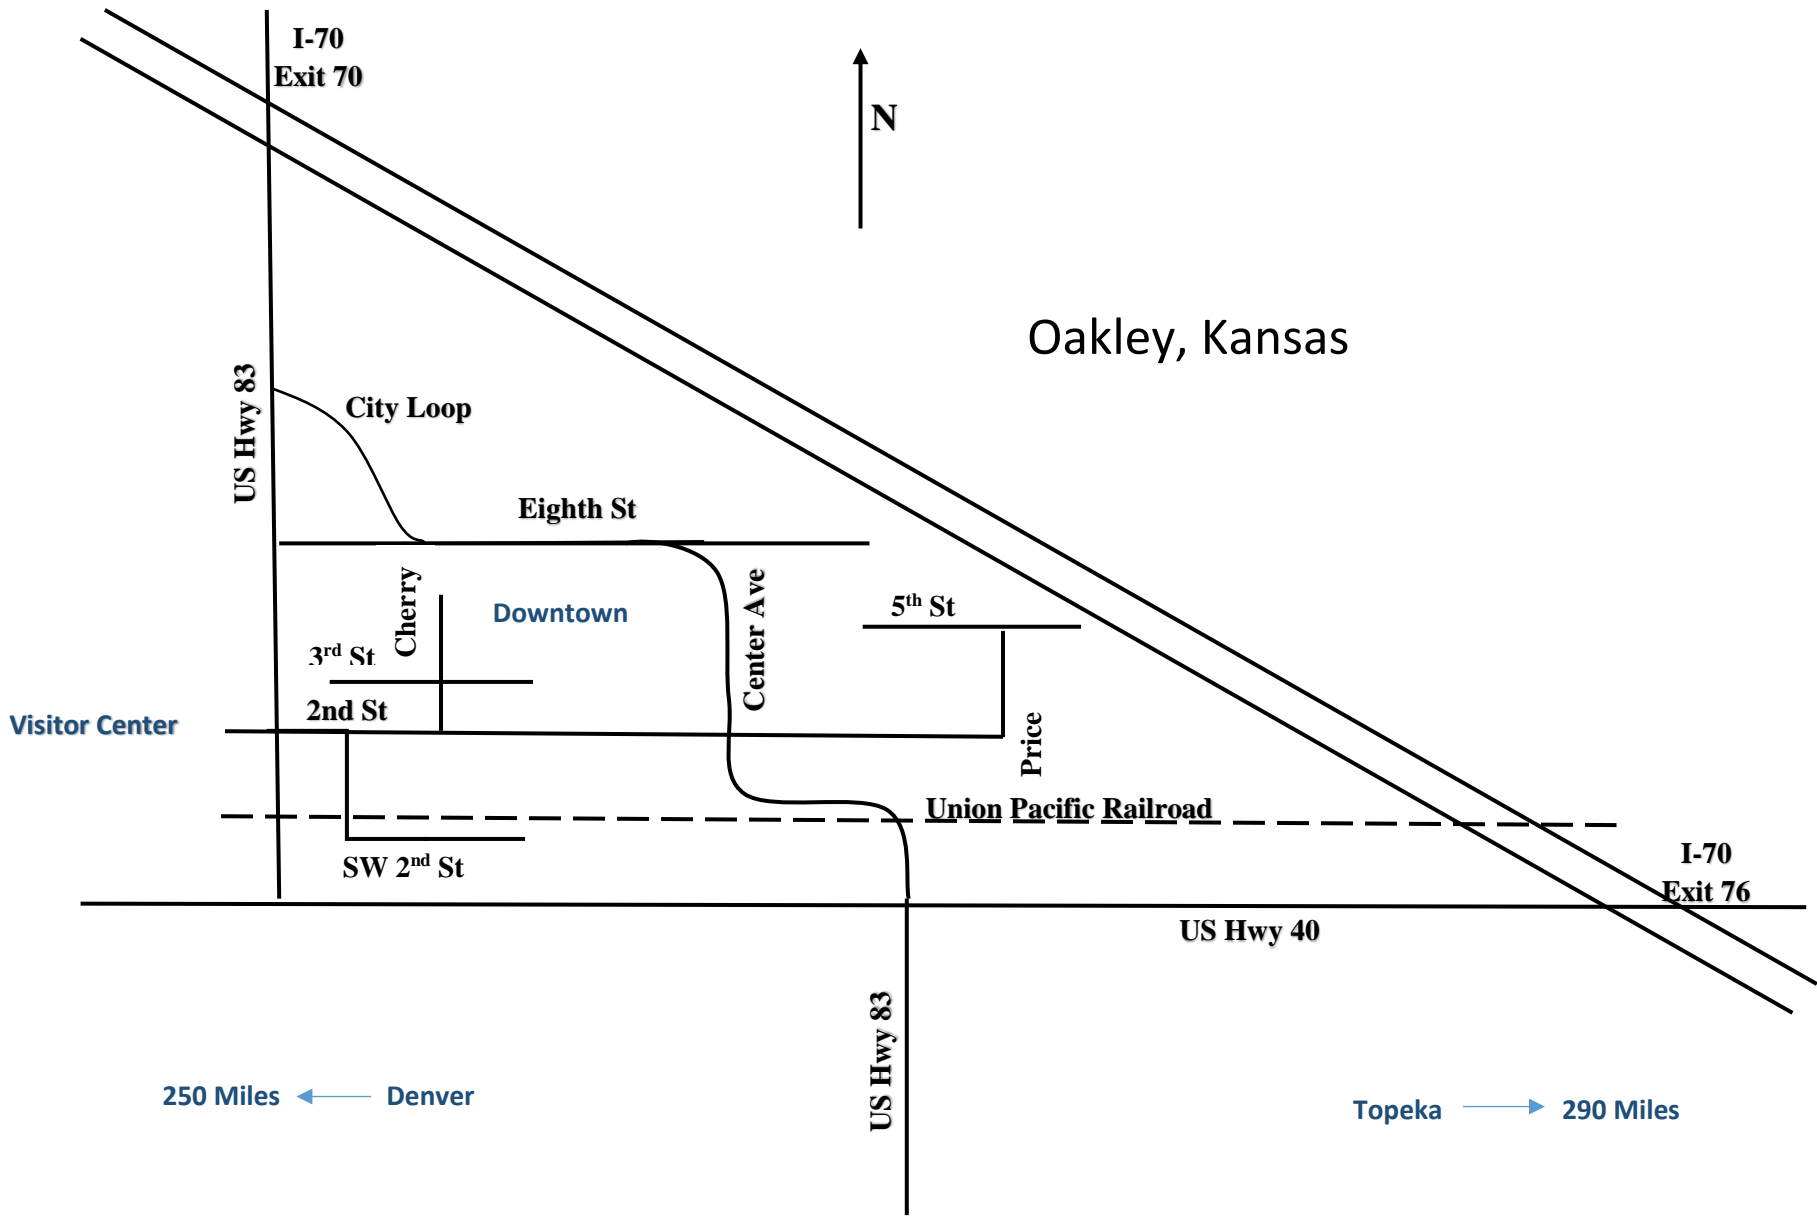 I-70
Exit 70
N
Oakley, Kansas
US Hwy 83
City Loop
Eighth St
Cherry
Downtown
Center Ave
5th St
3rd St
2nd St
Visitor Center
Price
Union Pacific Railroad
SW 2nd St
I-70
Exit 76
US Hwy 40
US Hwy 83
250 Miles Denver
Topeka 290 Miles